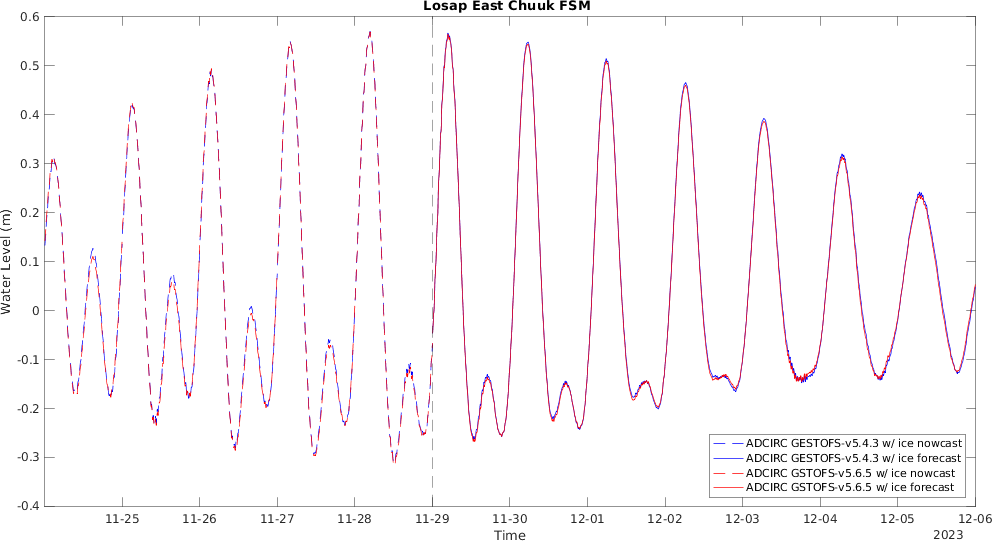 Losap East Chuuk FSM
0.6
0.5
0.4
0.3
0.2
0.1
0
-0.1
-0.2
-0.3
-0.4
Water Level (m)
ADCIRC GESTOFS-v5.4.3 w/ ice nowcast
ADCIRC GESTOFS-v5.4.3 w/ ice forecast
ADCIRC GSTOFS-v5.6.5 w/ ice nowcast
ADCIRC GSTOFS-v5.6.5 w/ ice forecast
11-25 11-26 11-27 11-28 11-29 11-30 12-01 12-02 12-03 12-04 12-05 12-06
Time
2023